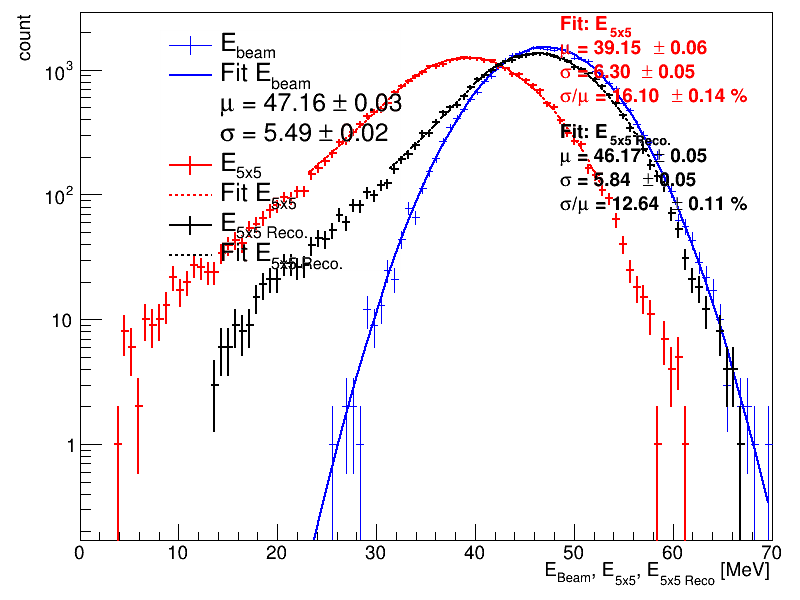 count
E_beam
Fit E_beam
μ = 47.16 ± 0.03
σ = 5.49 ± 0.02
E_5x5
Fit E_5x5
E_5x5 Reco.
Fit E_5x5 Reco.
Fit: E_5x5
μ = 39.15 ± 0.06
σ = 6.30 ± 0.05
σ/μ = 16.10 ± 0.14 %
Fit: E_5x5 Reco.
μ = 46.17 ± 0.05
σ = 5.84 ± 0.05
σ/μ = 12.64 ± 0.11 %
10^3
10^2
10
1
0 10 20 30 40 50 60 70
E_Beam, E_5x5, E_5x5 Reco [MeV]